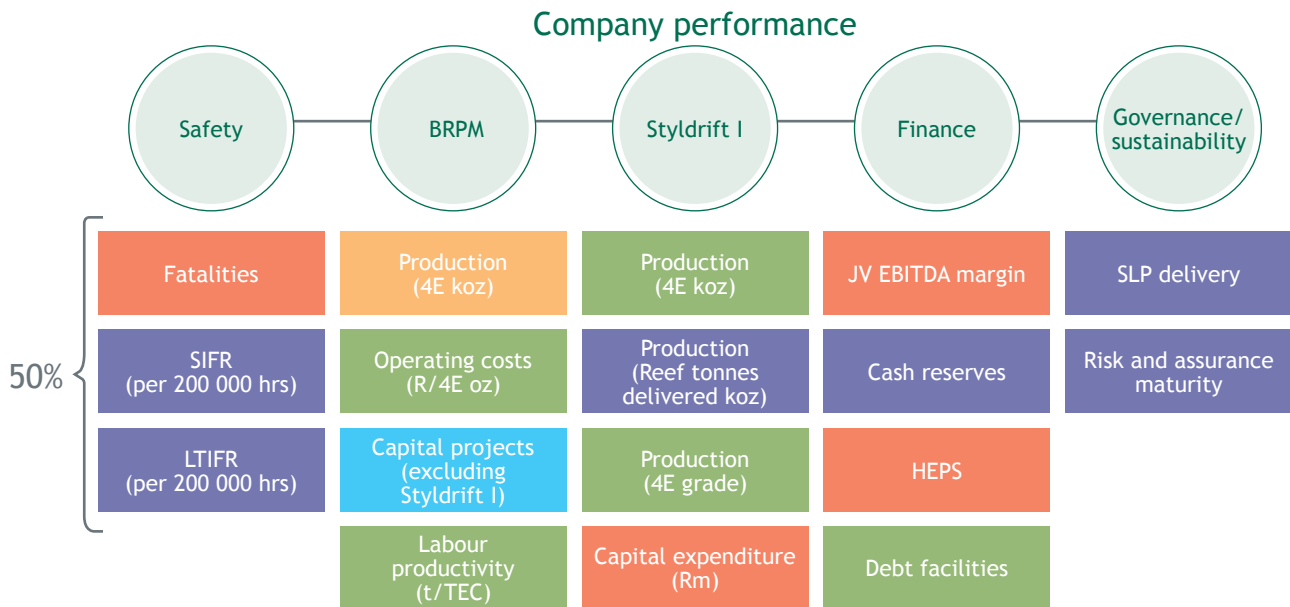 Company performance
Safety
BRPM
Styldrift I
Finance
Governance/
sustainability
50%
Fatalities
SIFR
(per 200 000 hrs)
LTIFR
(per 200 000 hrs)
Production
(4E koz)
Operating costs
(R/4E oz)
Capital projects
(excluding
Styldrift I)
Labour
productivity
(t/TEC)
Production
(4E koz)
Production
(Reef tonnes
delivered koz)
Production
(4E grade)
Capital expenditure
(Rm)
JV EBITDA margin
Cash reserves
HEPS
Debt facilities
SLP delivery
Risk and assurance
maturity